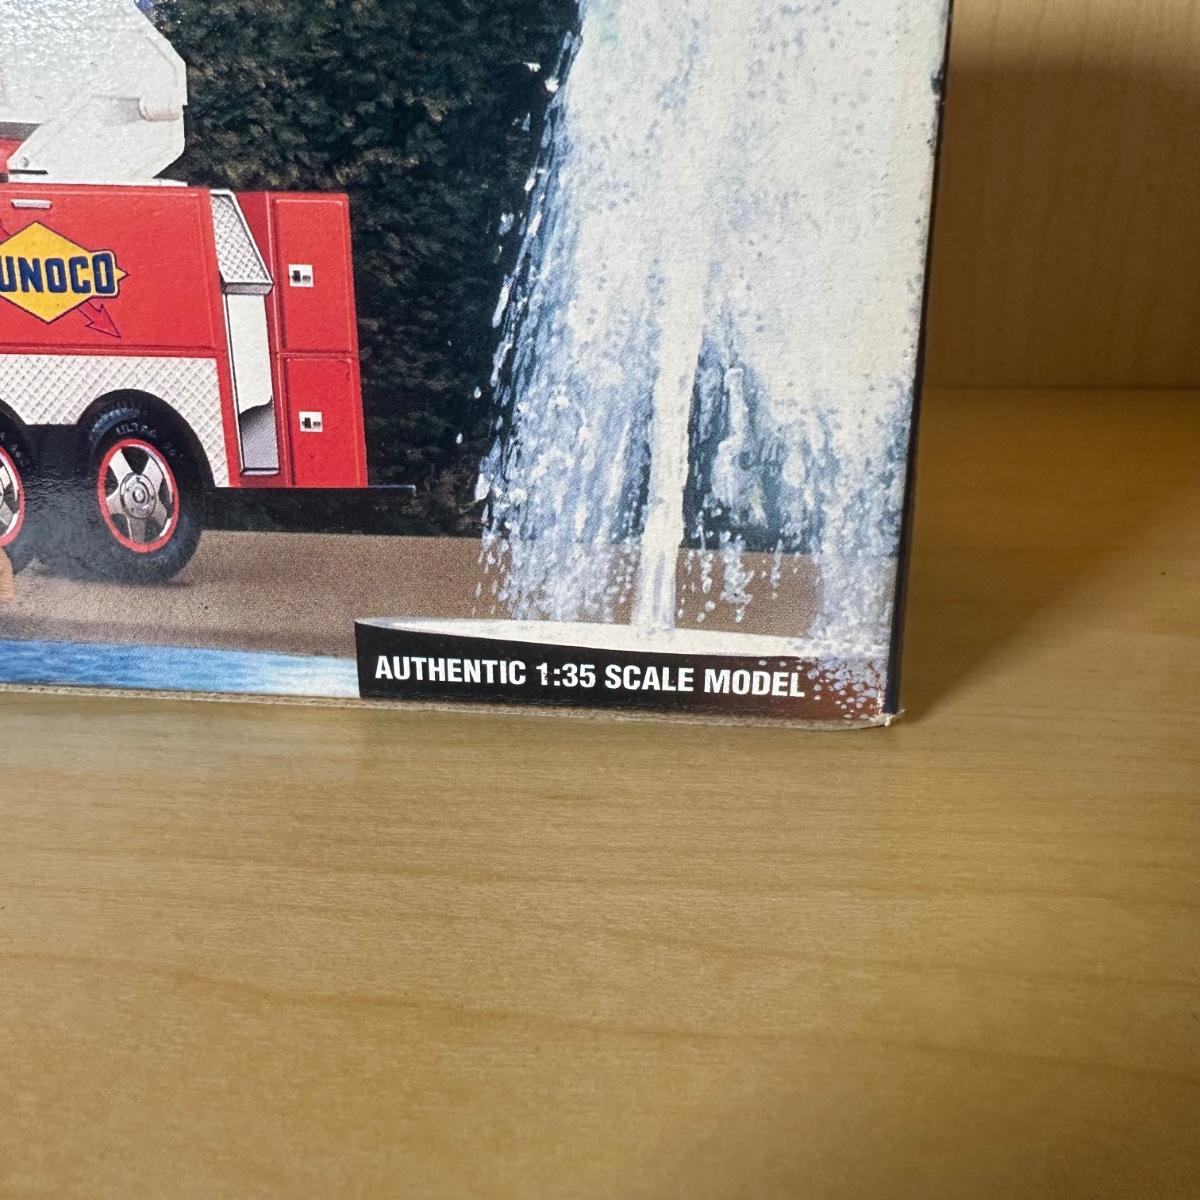 UNOCO
AUTHENTIC 1:35 SCALE MODEL